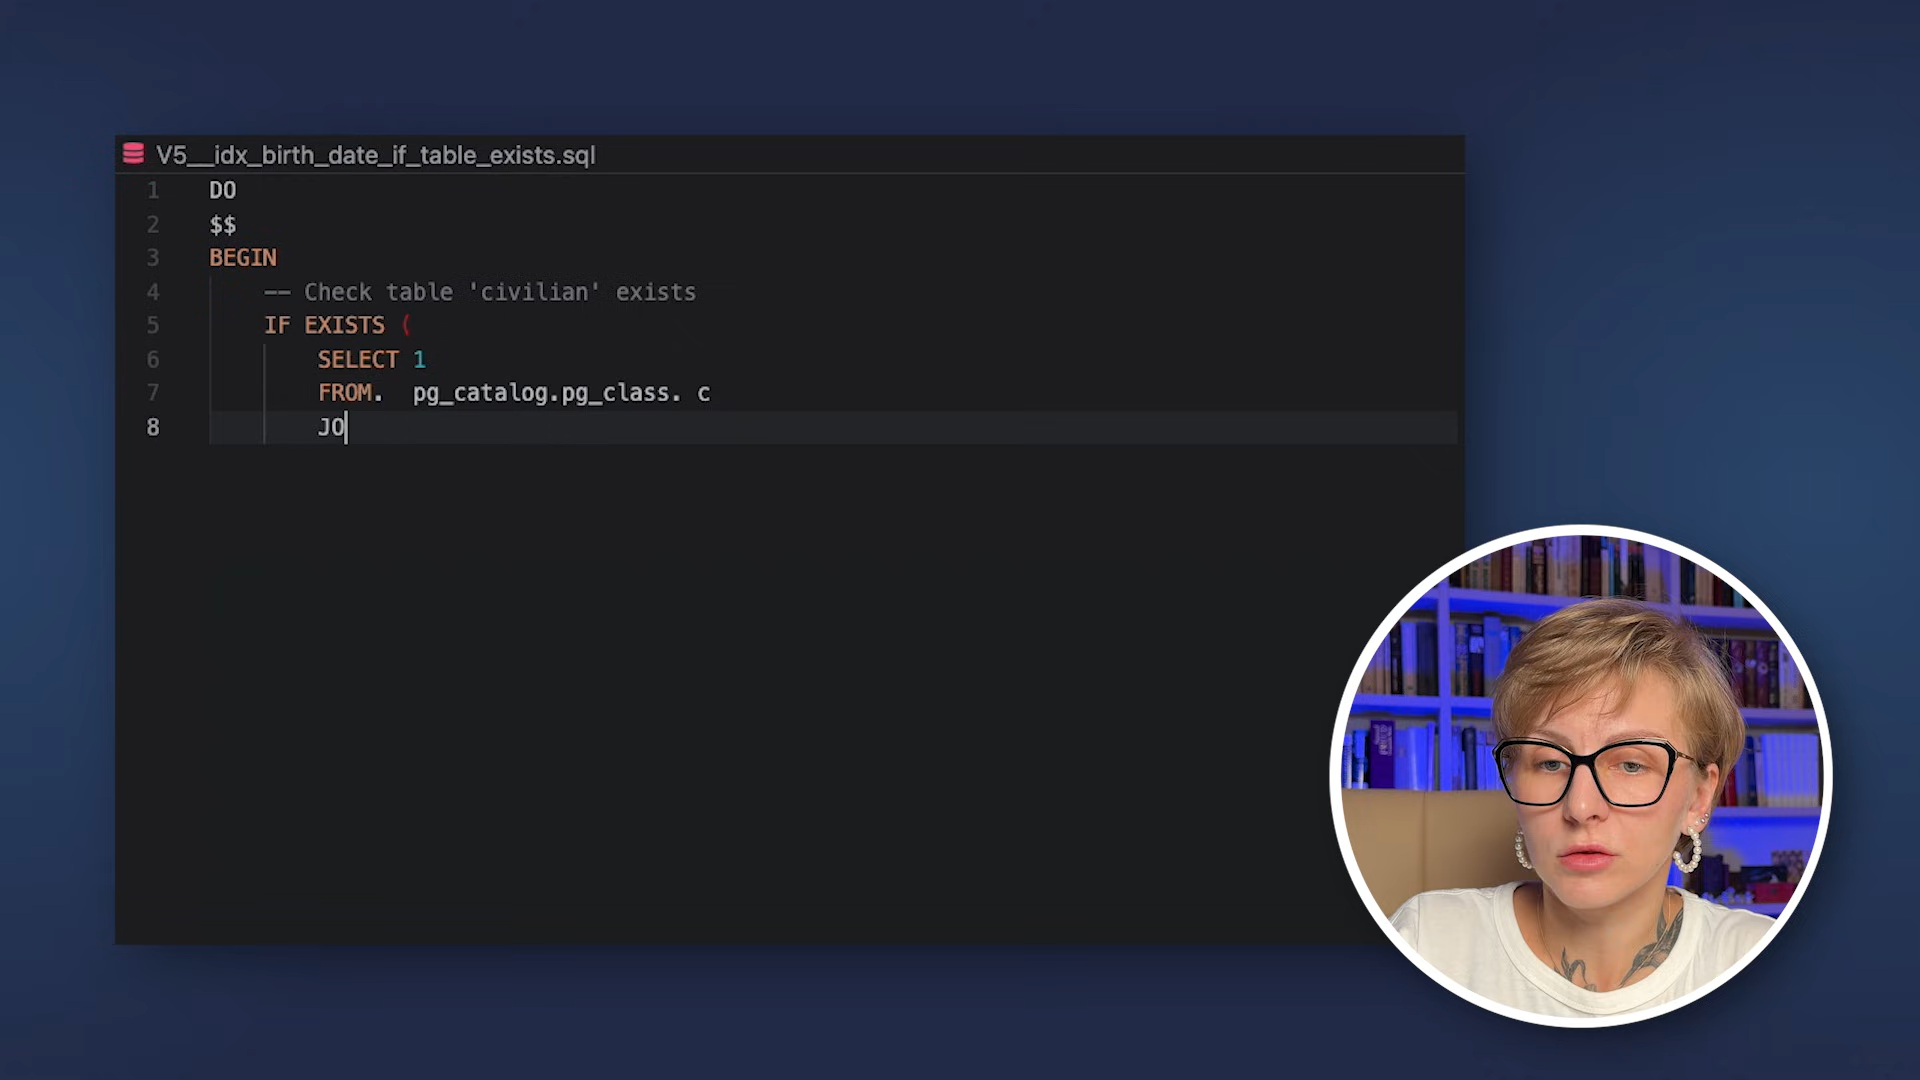 V5__idx_birth_date_if_table_exists.sql
1 DO
2 $$
3 BEGIN
4 -- Check table 'civilian' exists
5 IF EXISTS (
6 SELECT 1
7 FROM.  pg_catalog.pg_class. c
8 JO